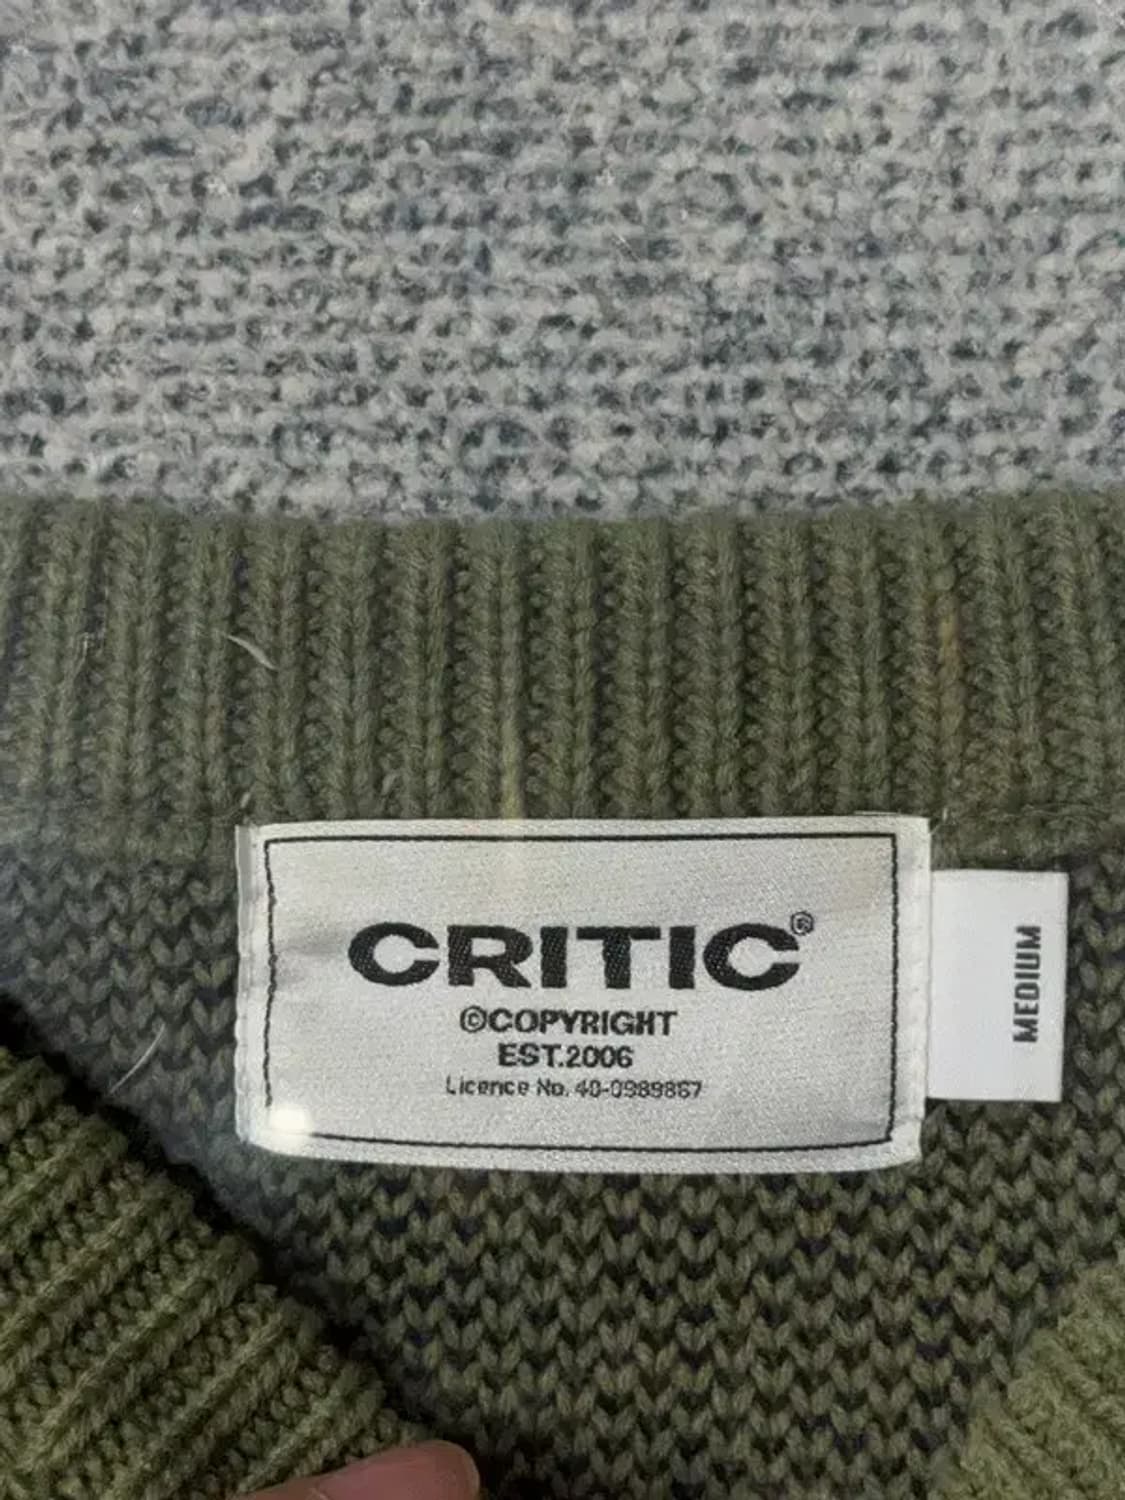 CRITIC®
©COPYRIGHT
EST.2006
Licence No. 40-0989867
MEDIUM